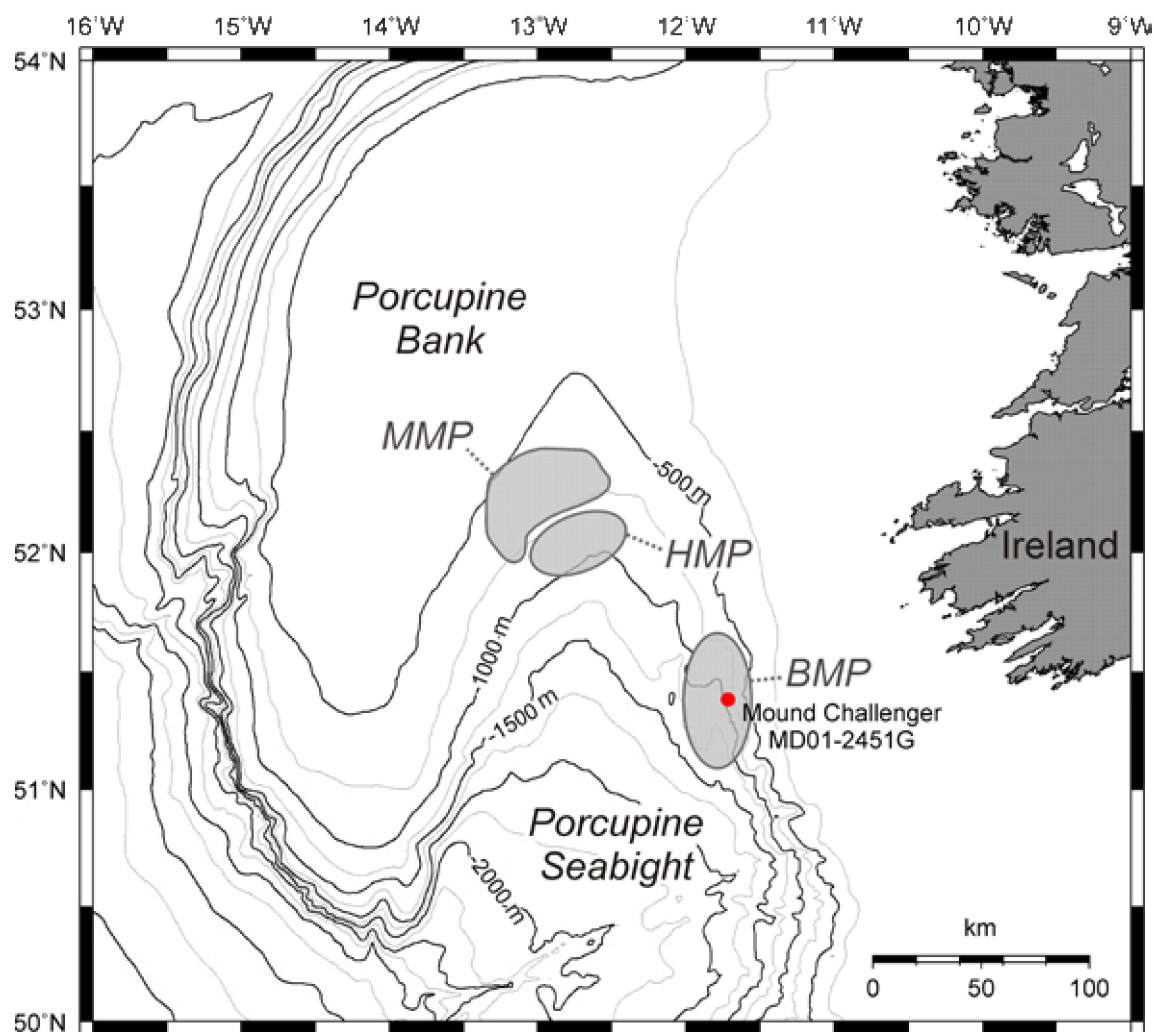 16˚W 15˚W 14˚W 13˚W 12˚W 11˚W 10˚W 9˚W
54˚N
53˚N
Porcupine
Bank
MMP
-500 m
HMP
52˚N
Ireland
1000 m
BMP
-1500 m
Mound Challenger
MD01-2451G
51˚N
Porcupine
Seabight
-2000 m
km
0 50 100
50˚N